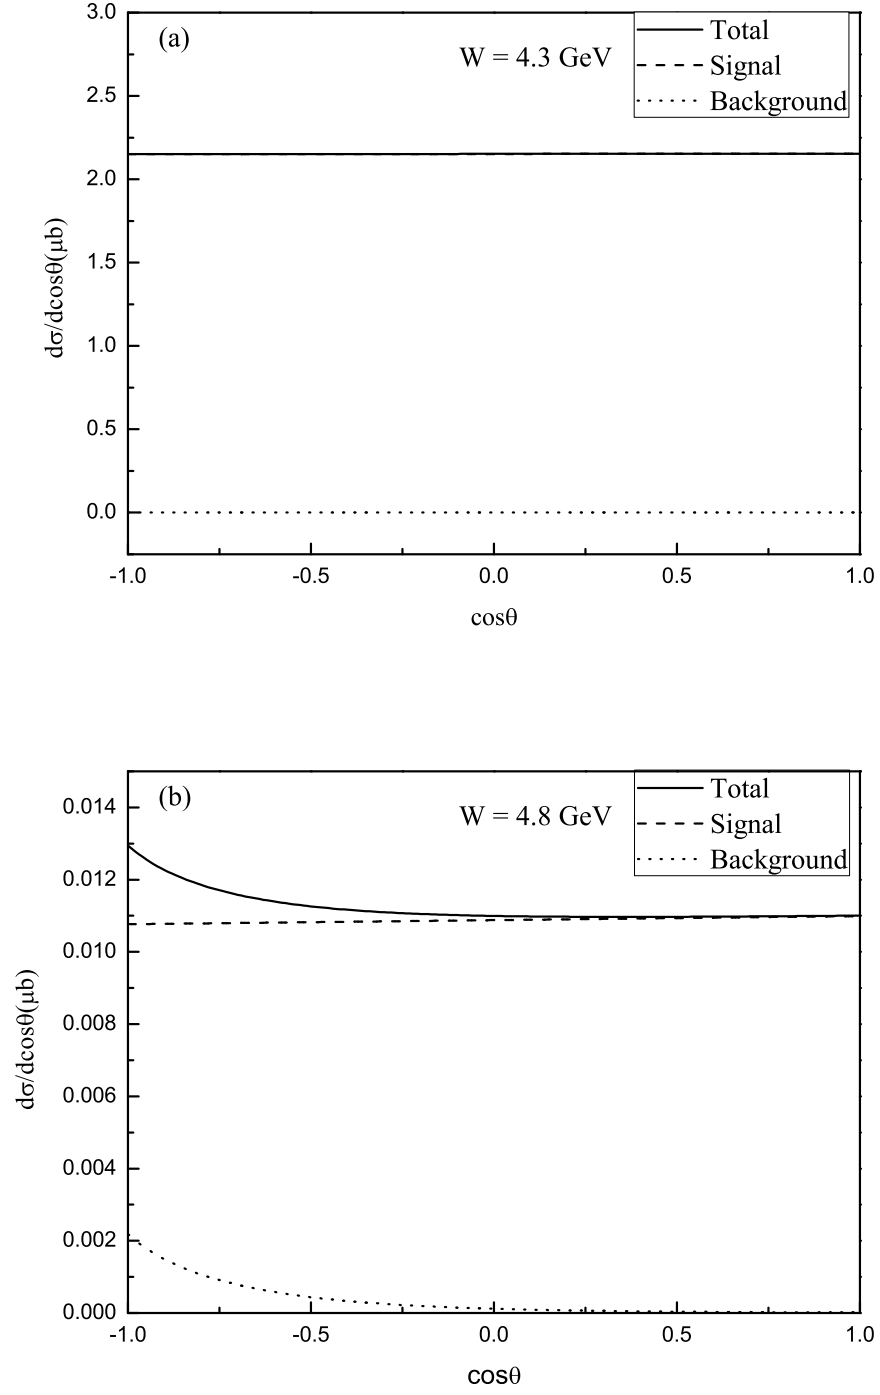 (a)
W = 4.3 GeV
Total
Signal
Background
3.0
2.5
2.0
1.5
1.0
0.5
0.0
dσ/dcosθ(μb)
-1.0 -0.5 0.0 0.5 1.0
cosθ
(b)
W = 4.8 GeV
Total
Signal
Background
0.014
0.012
0.010
0.008
0.006
0.004
0.002
0.000
dσ/dcosθ(μb)
-1.0 -0.5 0.0 0.5 1.0
cosθ